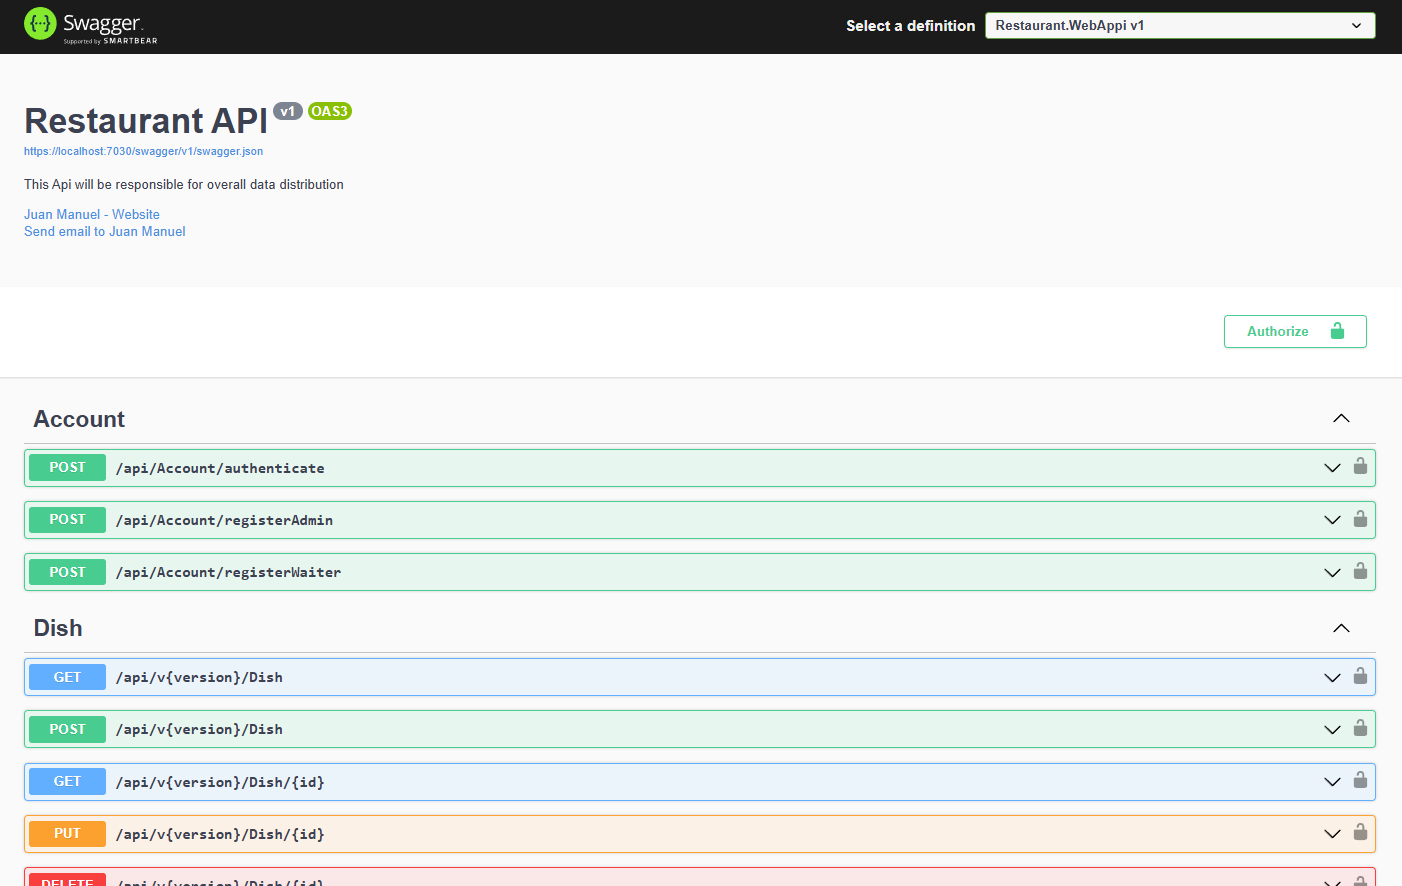 Swagger.
Supported by SMARTBEAR
Select a definition
Restaurant.WebAppi v1
Restaurant API v1 OAS3
https://localhost:7030/swagger/v1/swagger.json
This Api will be responsible for overall data distribution
Juan Manuel - Website
Send email to Juan Manuel
Authorize
Account
POST /api/Account/authenticate
POST /api/Account/registerAdmin
POST /api/Account/registerWaiter
Dish
GET /api/v{version}/Dish
POST /api/v{version}/Dish
GET /api/v{version}/Dish/{id}
PUT /api/v{version}/Dish/{id}
DELETE /api/v{version}/Dish/{id}